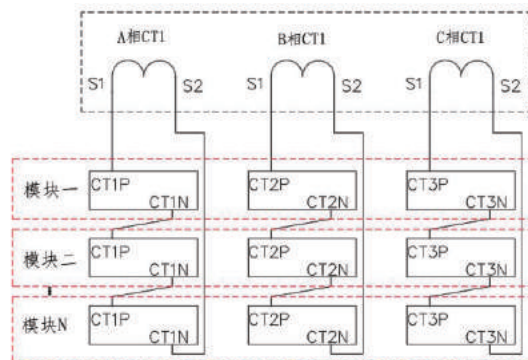 A相CT1 B相CT1 C相CT1
S1 S2 S1 S2 S1 S2
模块一 CT1P CT1N CT2P CT2N CT3P CT3N
模块二 CT1P CT1N CT2P CT2N CT3P CT3N
模块N CT1P CT1N CT2P CT2N CT3P CT3N